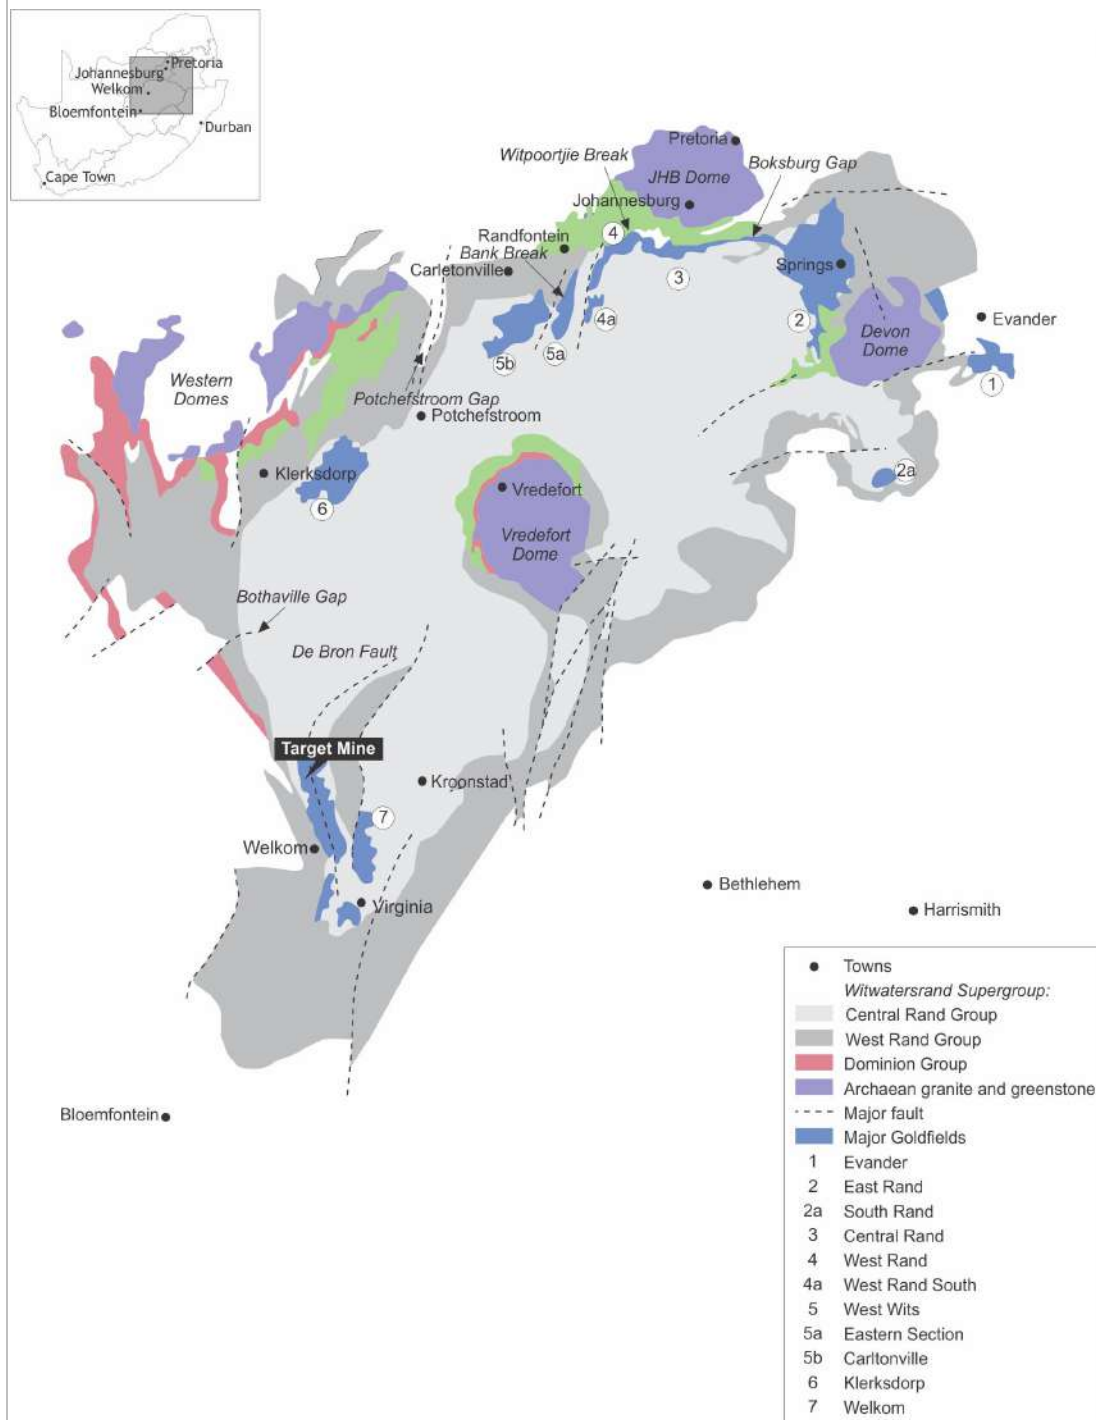 Pretoria
Johannesburg
Welkom
Bloemfontein
Durban
Cape Town
Pretoria
Witpoortjie Break
Boksburg Gap
JHB Dome
Johannesburg
4
Randfontein
Bank Break
Carletonville
Springs
3
4a
2
Evander
Devon
Dome
5a
5b
1
Western
Domes
Potchefstroom Gap
Potchefstroom
Klerksdorp
2a
6
Vredefort
Vredefort
Dome
Bothaville Gap
De Bron Fault
Target Mine
Kroonstad
7
Welkom
Bethlehem
Virginia
Harrismith
Bloemfontein
Towns
Witwatersrand Supergroup:
Central Rand Group
West Rand Group
Dominion Group
Archaean granite and greenstone
Major fault
Major Goldfields
1 Evander
2 East Rand
2a South Rand
3 Central Rand
4 West Rand
4a West Rand South
5 West Wits
5a Eastern Section
5b Carltonville
6 Klerksdorp
7 Welkom